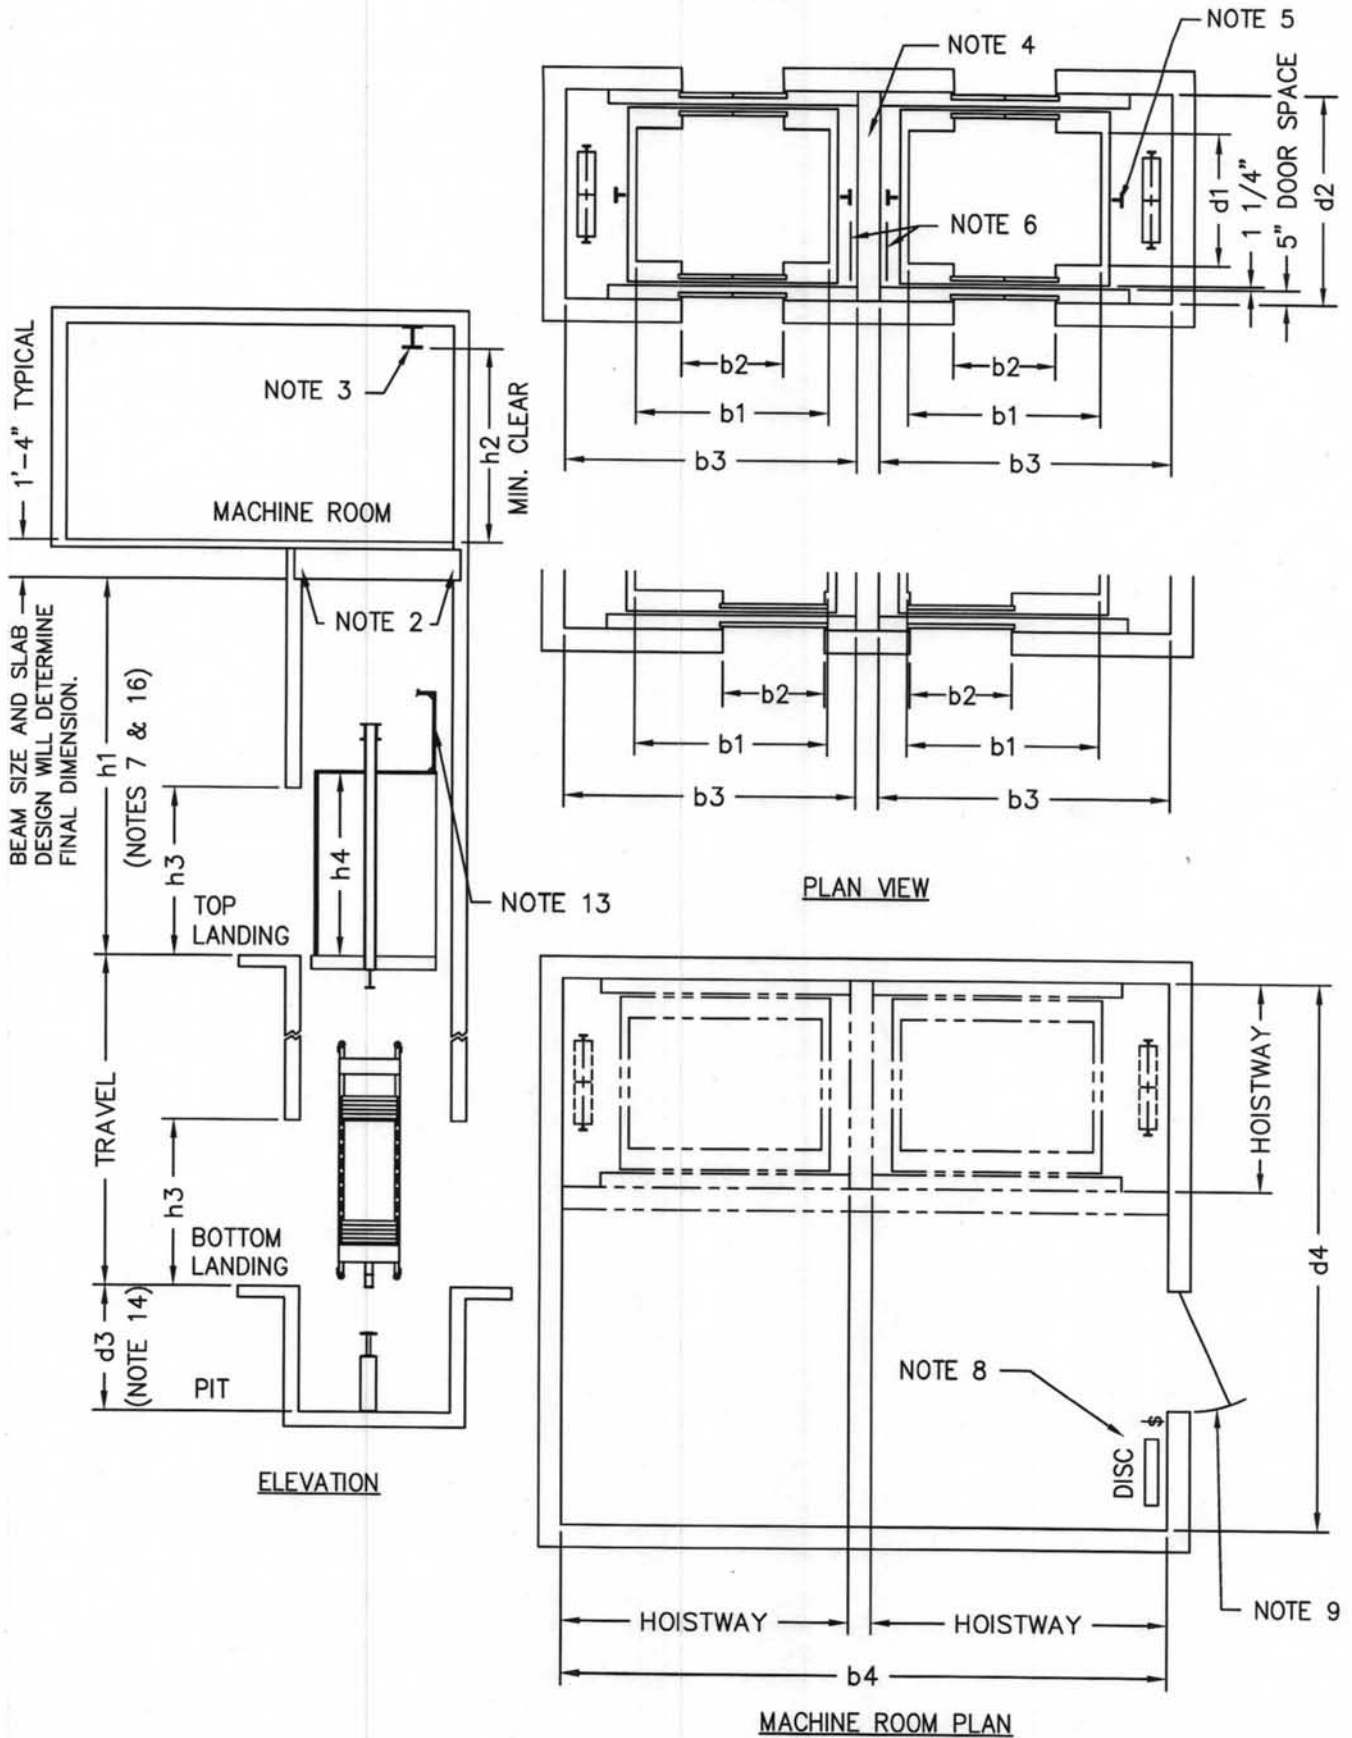 NOTE 5
NOTE 4
5" DOOR SPACE
1 1/4"
d1
d2
NOTE 6
b2
b2
b1
b1
b3
b3
1'-4" TYPICAL
NOTE 3
h2
MIN. CLEAR
MACHINE ROOM
NOTE 2
BEAM SIZE AND SLAB
DESIGN WILL DETERMINE
FINAL DIMENSION.
h1
(NOTES 7 & 16)
h3
h4
TOP
LANDING
NOTE 13
b2
b2
b1
b1
b3
b3
PLAN VIEW
TRAVEL
h3
BOTTOM
LANDING
d3
(NOTE 14)
PIT
ELEVATION
HOISTWAY
d4
NOTE 8
S
DISC
NOTE 9
HOISTWAY
HOISTWAY
b4
MACHINE ROOM PLAN